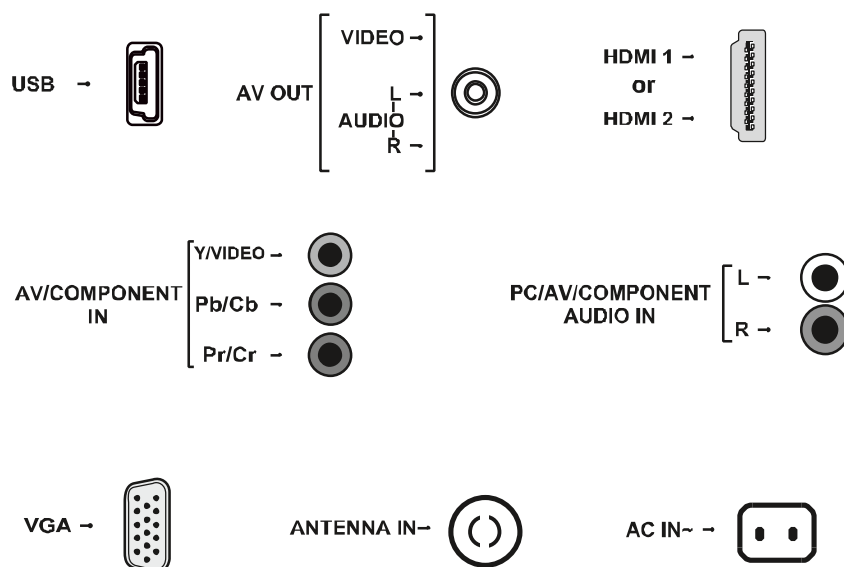 USB
AV OUT
VIDEO
L
AUDIO
R
HDMI 1
or
HDMI 2
AV/COMPONENT
IN
Y/VIDEO
Pb/Cb
Pr/Cr
PC/AV/COMPONENT
AUDIO IN
L
R
VGA
ANTENNA IN
AC IN~